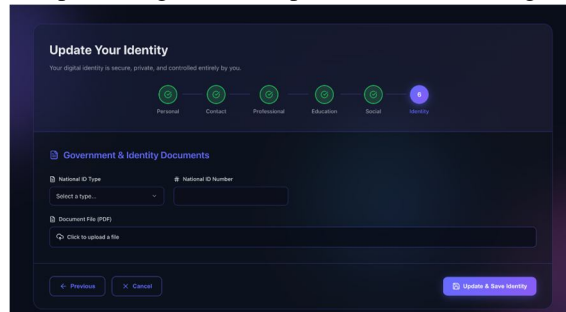 Update Your Identity
Your digital identity is secure, private, and controlled entirely by you.
6
Personal Contact Professional Education Social Identity
Government & Identity Documents
National ID Type # National ID Number
Select a type...
Document File (PDF)
Click to upload a file
← Previous × Cancel Update & Save Identity